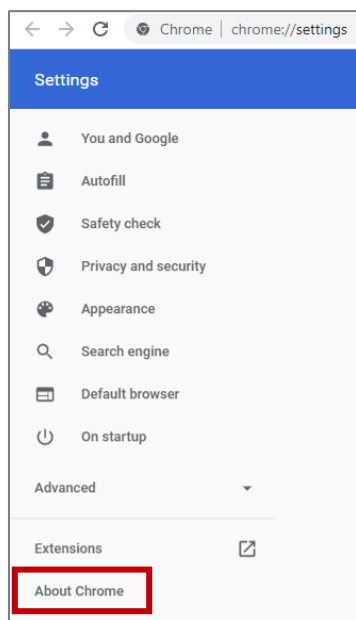 Chrome | chrome://settings
Settings
You and Google
Autofill
Safety check
Privacy and security
Appearance
Search engine
Default browser
On startup
Advanced
Extensions
About Chrome